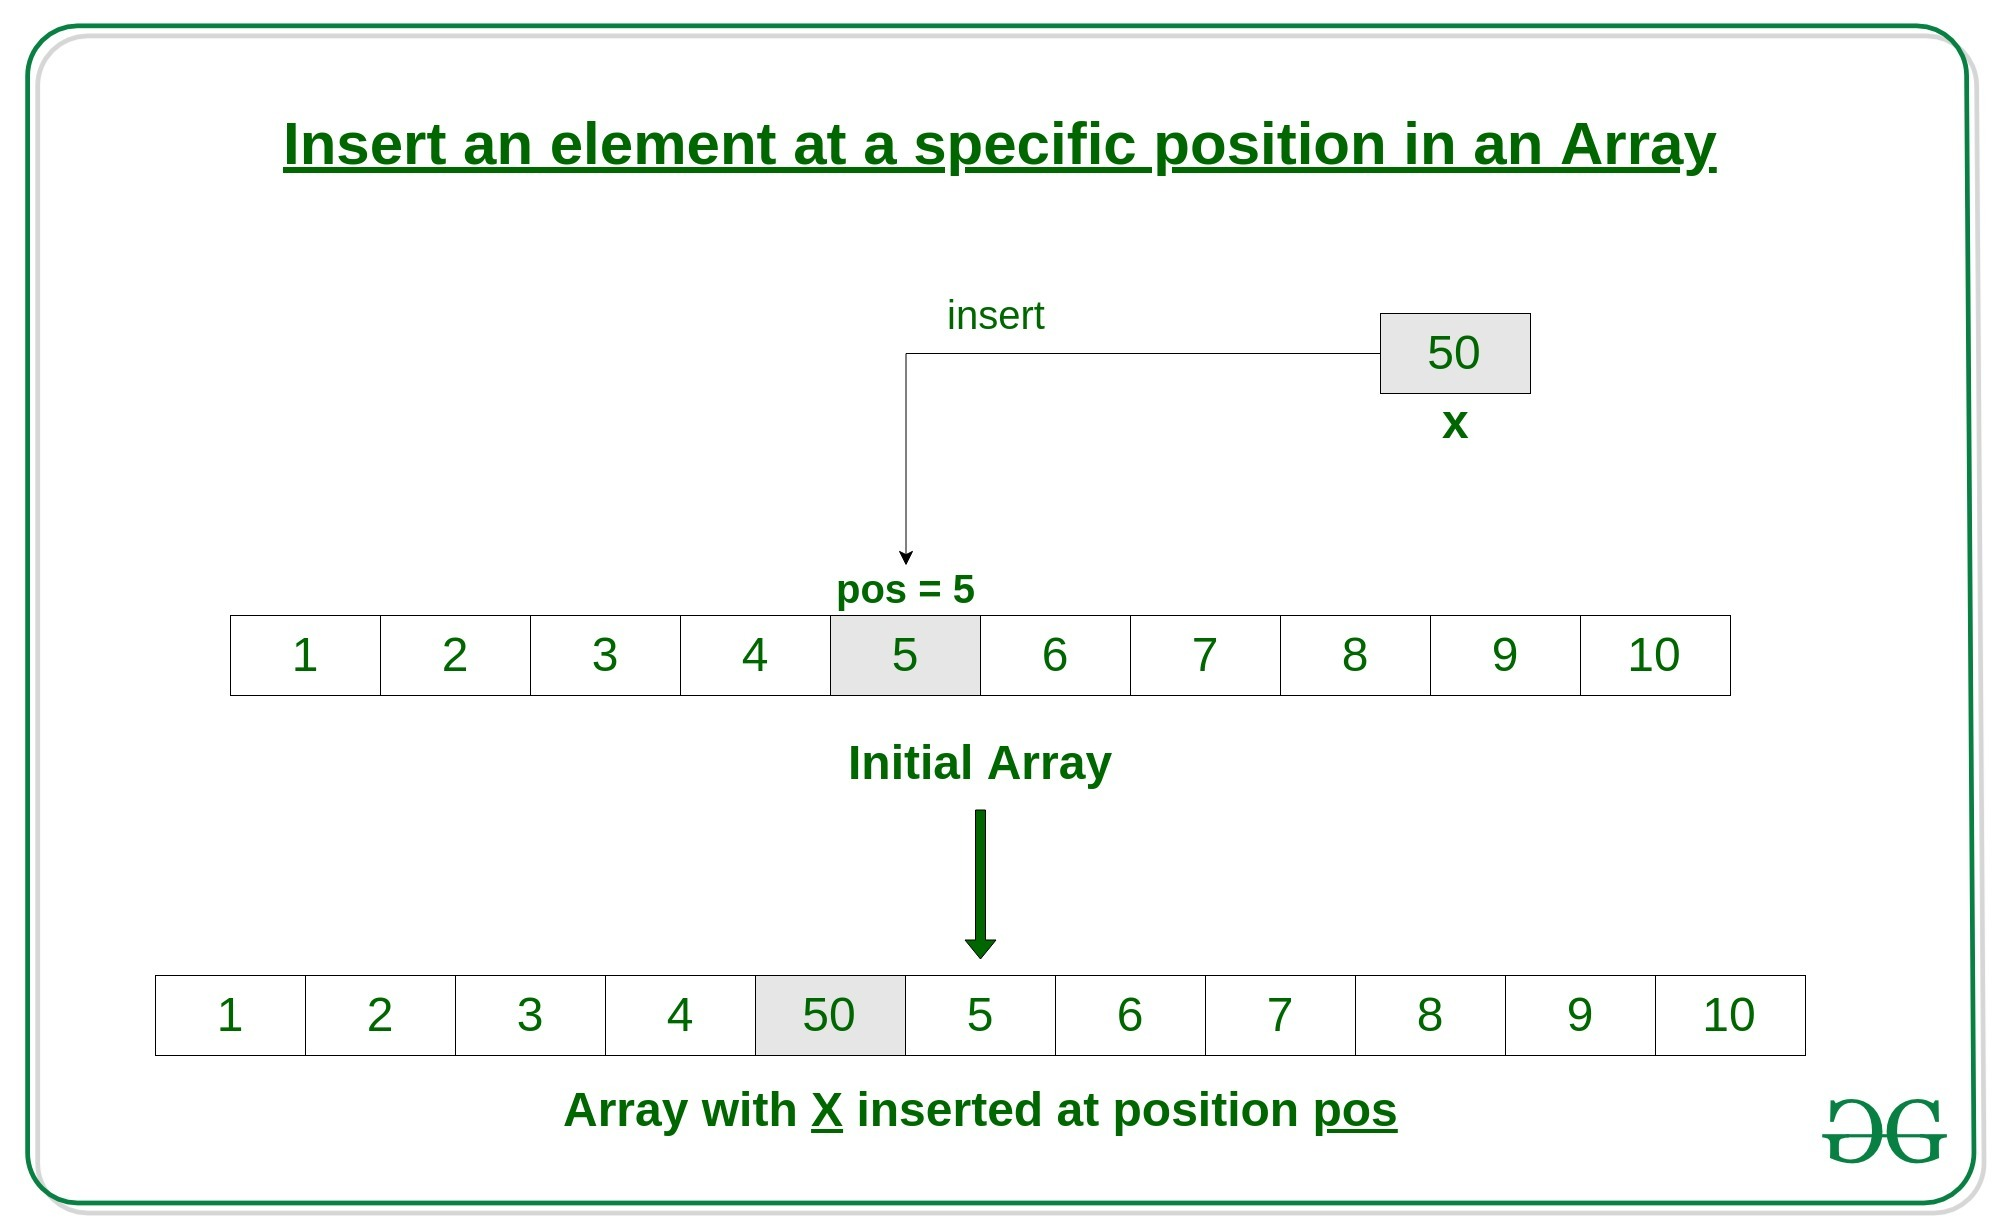 Insert an element at a specific position in an Array
insert
50
x
pos = 5
1 2 3 4 5 6 7 8 9 10
Initial Array
1 2 3 4 50 5 6 7 8 9 10
Array with X inserted at position pos